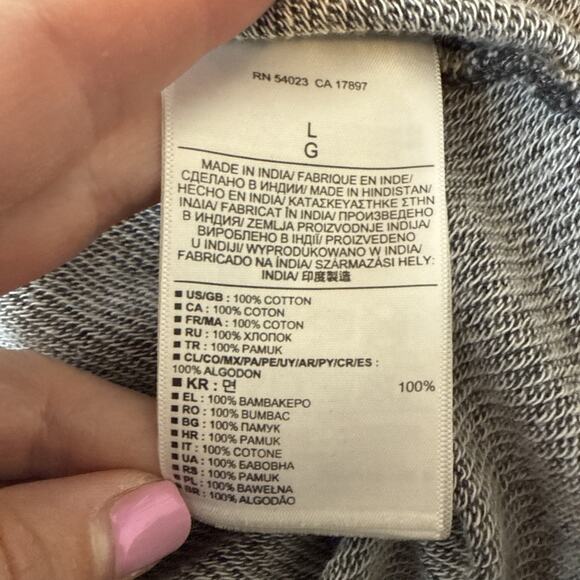 RN 54023 CA 17897
L
G
MADE IN INDIA/ FABRIQUE EN INDE/
СДЕЛАНО В ИНДИИ/ MADE IN HINDISTAN/
HECHO EN INDIA/ ΚΑΤΑΣΚΕΥΑΣΤΗΚΕ ΣΤΗΝ
ΙΝΔΙΑ/ FABRICAT ÎN INDIA/ ПРОИЗВЕДЕНО
В ИНДИЯ/ ZEMLJA PROIZVODNJE INDIJA/
ВИРОБЛЕНО В ІНДІЇ/ PROIZVEDENO
U INDIJI/ WYPRODUKOWANO W INDIA/
FABRICADO NA ÍNDIA/ SZÁRMAZÁSI HELY:
INDIA/ 印度製造
US/GB : 100% COTTON
CA : 100% COTON
FR/MA : 100% COTON
RU : 100% ХЛОПОК
TR : 100% PAMUK
CL/CO/MX/PA/PE/UY/AR/PY/CR/ES :
100% ALGODON
KR : 면 100%
EL : 100% ΒΑΜΒΑΚΕΡΟ
RO : 100% BUMBAC
BG : 100% ПАМУК
HR : 100% PAMUK
IT : 100% COTONE
UA : 100% БАВОВНА
RS : 100% PAMUK
PL : 100% BAWEŁNA
BR : 100% ALGODÃO